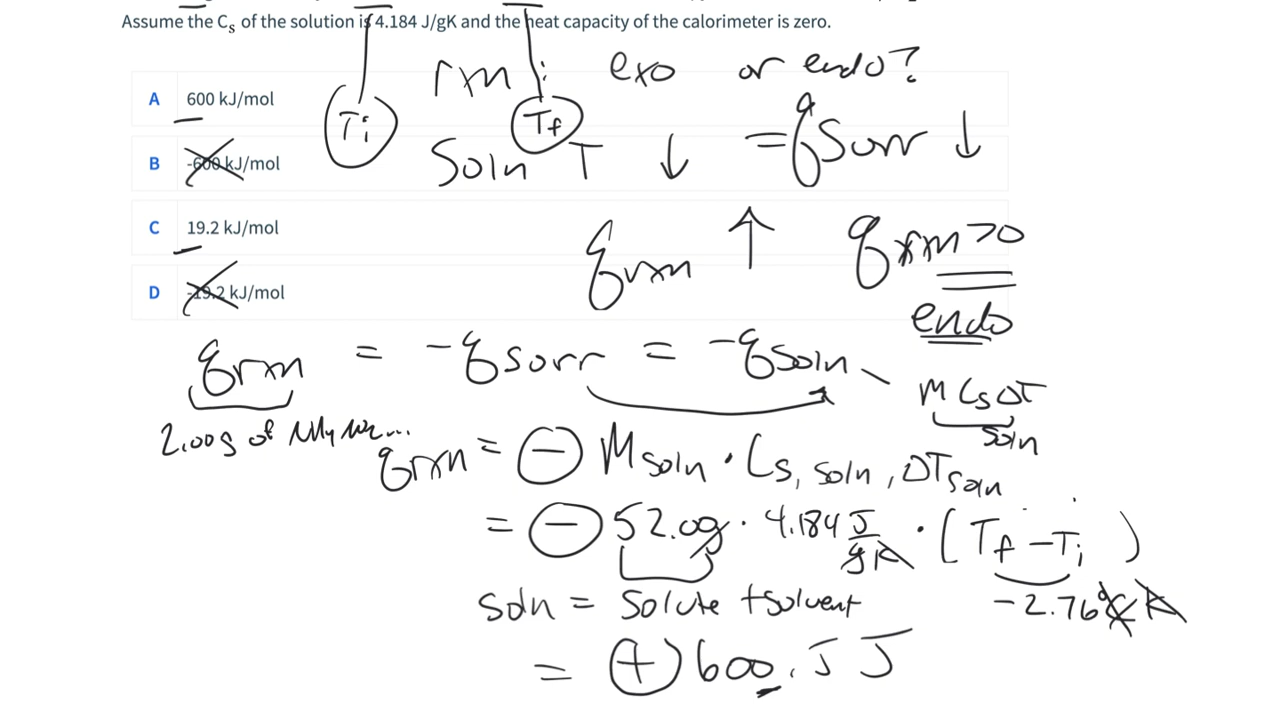 Assume the Cs of the solution is 4.184 J/gK and the heat capacity of the calorimeter is zero.
rxn : exo or endo?
A 600 kJ/mol
Ti
Tf
Soln T ↓ = qsurr ↓
B -600 kJ/mol
C 19.2 kJ/mol
qrxn ↑ qrxn >0
D -19.2 kJ/mol
endo
qrxn = -qsurr = -qsoln
m Cs ΔT
soln
2.00g of
qrxn = - Msoln · Cs, soln , ΔTsoln
= - 52.0g · 4.184 J/gK · (Tf - Ti)
soln = solute + solvent
-2.76°C K
= + 600. J J